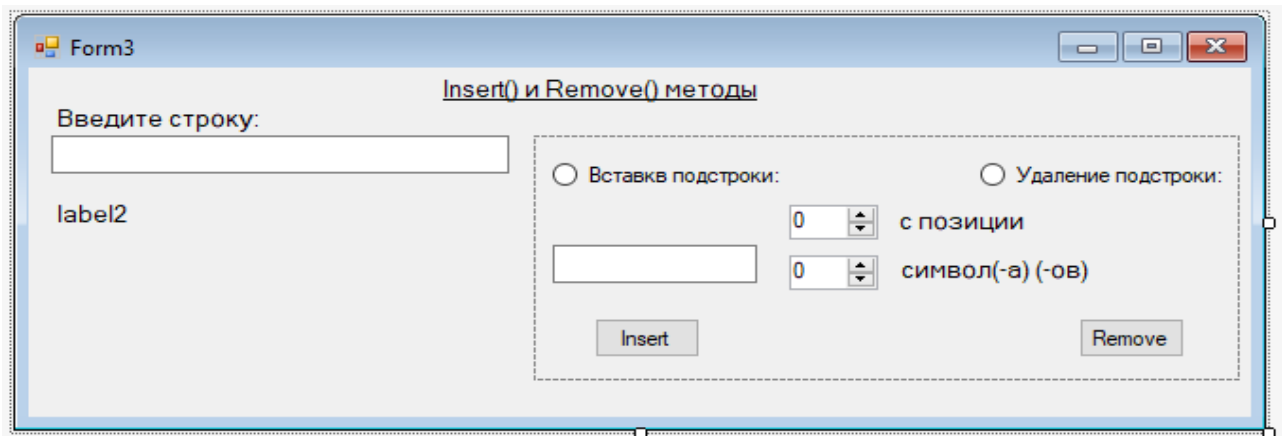 Form3
Insert() и Remove() методы
Введите строку:
Вставкв подстроки:
Удаление подстроки:
label2
0
с позиции
0
символ(-а) (-ов)
Insert
Remove